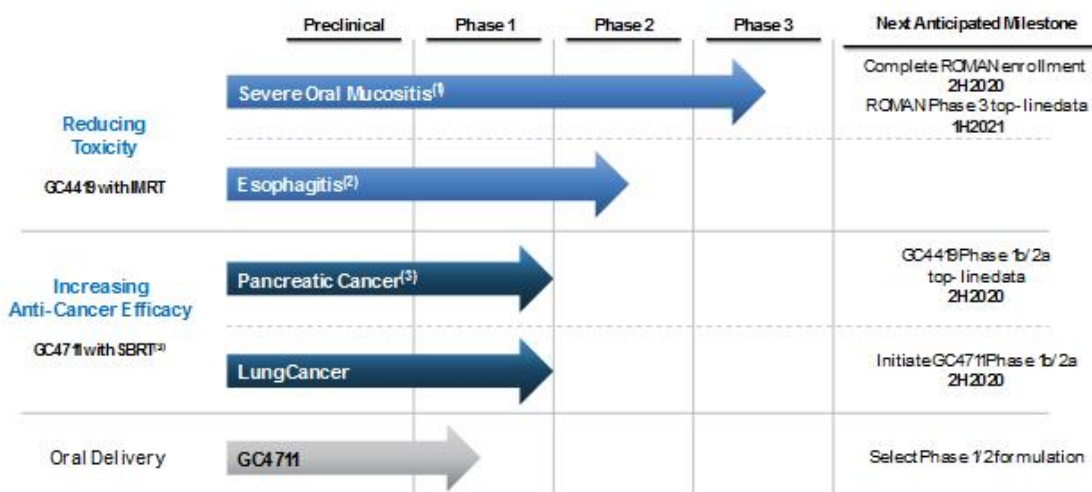 Preclinical Phase 1 Phase 2 Phase 3 Next Anticipated Milestone
Severe Oral Mucositis(1)
Complete ROMAN enrollment
2H2020
ROMAN Phase 3 top-line data
1H2021
Reducing
Toxicity
GC4419 with IMRT
Esophagitis(2)
Increasing
Anti-Cancer Efficacy
GC4711 with SBRT(3)
Pancreatic Cancer(3)
GC4419 Phase 1b/2a
top-line data
2H2020
Lung Cancer
Initiate GC4711 Phase 1b/2a
2H2020
Oral Delivery
GC4711
Select Phase 1/2 formulation